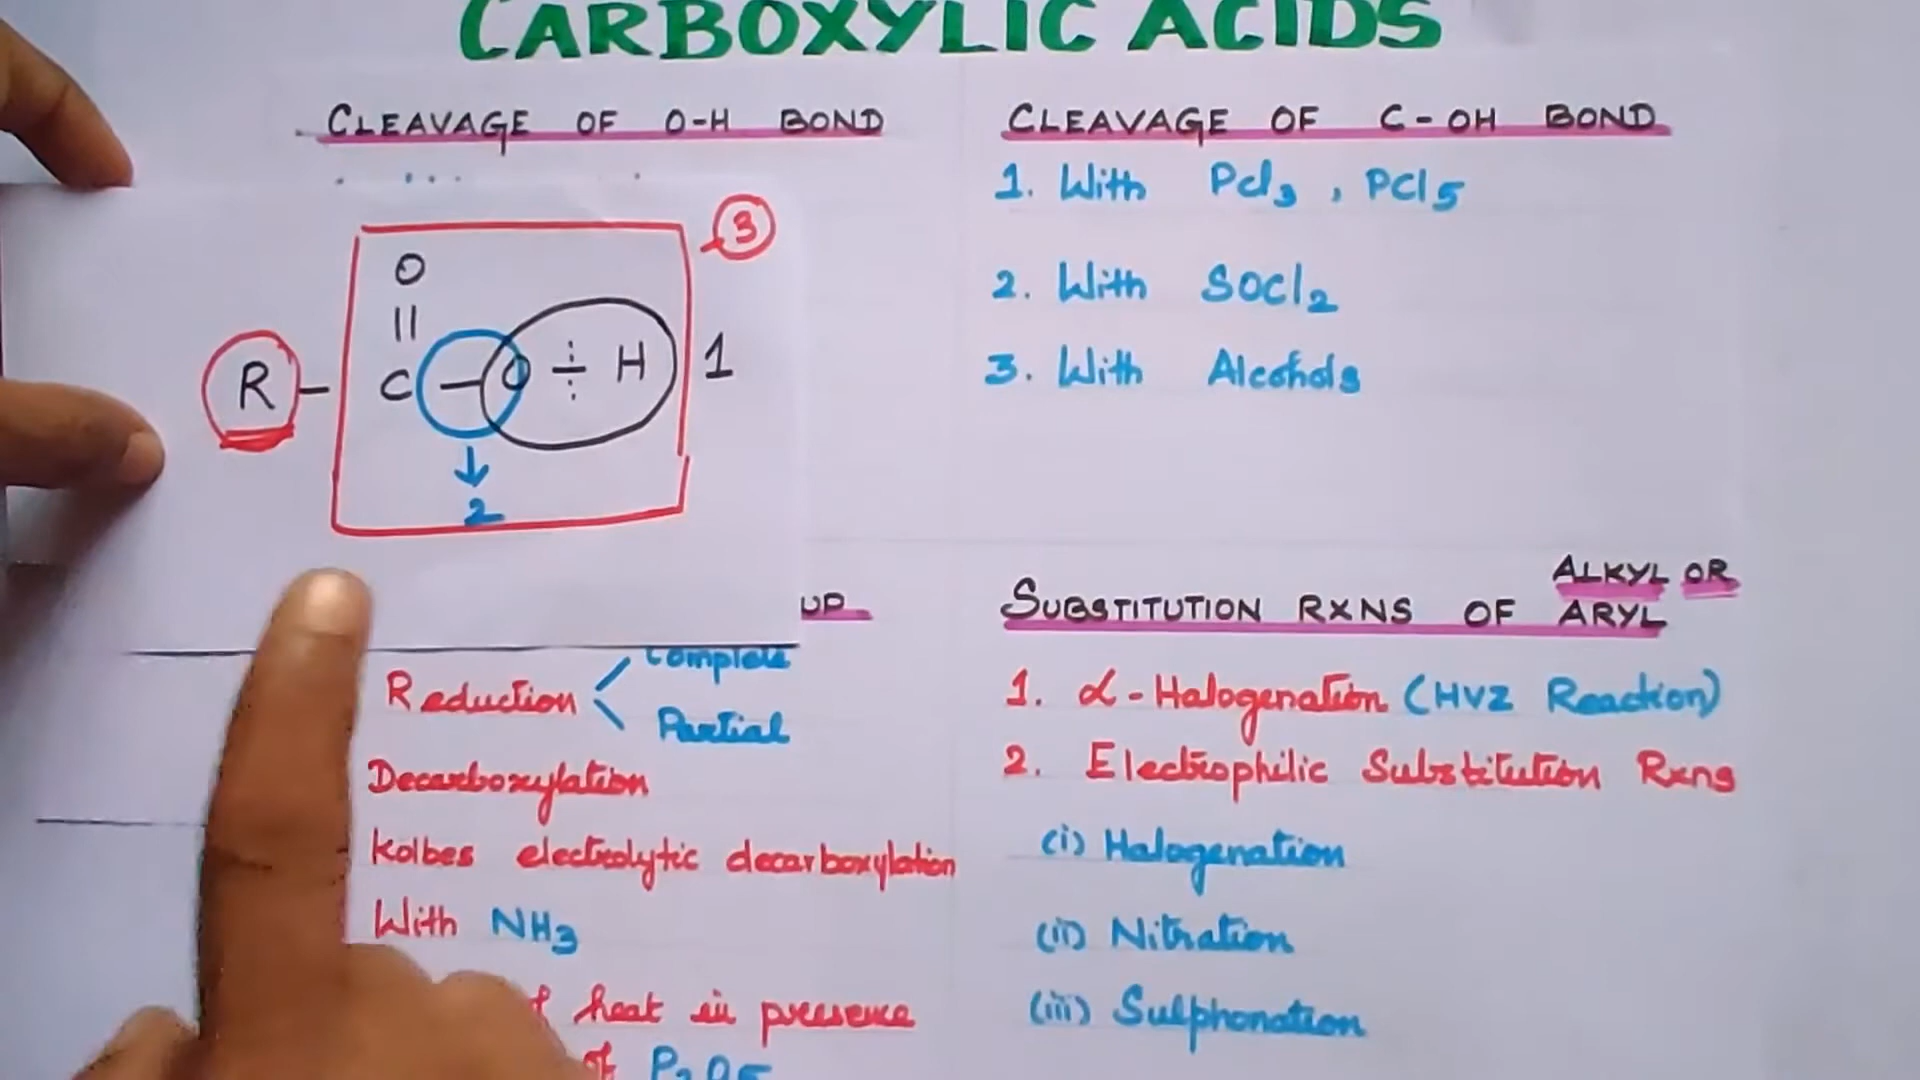 CARBOXYLIC ACIDS
CLEAVAGE OF O-H BOND
3
O
||
R - C - O ÷ H 1
↓
2
UP
Reduction
Complete
Partial
Decarboxylation
Kolbes electrolytic decarboxylation
With NH3
heat in presence
of P2O5
CLEAVAGE OF C-OH BOND
1. With PCl3 , PCl5
2. With SOCl2
3. With Alcohols
SUBSTITUTION RXNS OF ALKYL OR
ARYL
1. α-Halogenation (HVZ Reaction)
2. Electrophilic Substitution Rxns
(i) Halogenation
(ii) Nitration
(iii) Sulphonation